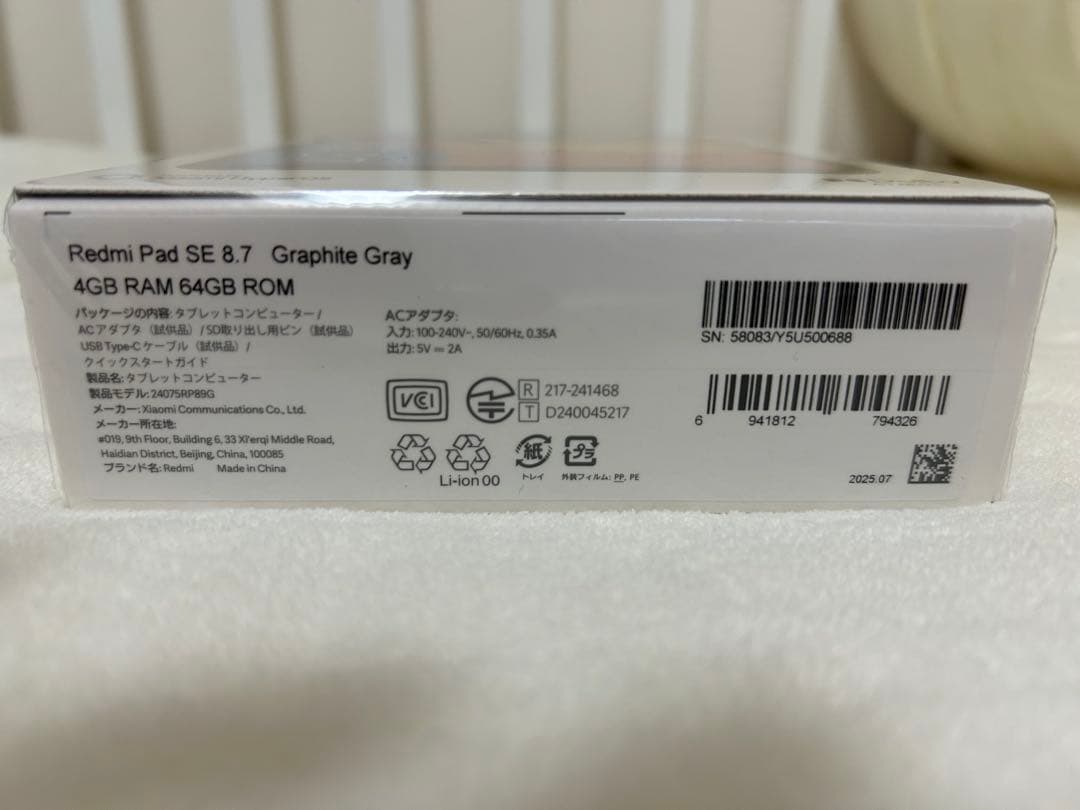 Redmi Pad SE 8.7 Graphite Gray
4GB RAM 64GB ROM
パッケージの内容: タブレットコンピューター /
ACアダプタ（試供品）/SD取り出し用ピン（試供品）
USB Type-C ケーブル（試供品）/
クイックスタートガイド
製品名: タブレットコンピューター
製品モデル: 24075RP89G
メーカー: Xiaomi Communications Co., Ltd.
メーカー所在地:
#019, 9th Floor, Building 6, 33 Xi'erqi Middle Road,
Haidian District, Beijing, China, 100085
ブランド名: Redmi Made in China
ACアダプタ:
入力: 100-240V~, 50/60Hz, 0.35A
出力: 5V ⎓ 2A
VCCI
R 217-241468
T D240045217
Li-ion 00
紙
トレイ
プラ
外装フィルム: PP, PE
SN: 58083/Y5U500688
6 941812 794326
2025.07